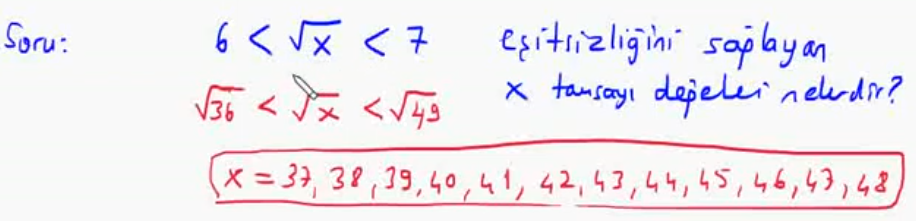 Soru: 6 < √x < 7 eşitsizliğini sağlayan
√36 < √x < √49 x tamsayı değerleri nelerdir?
x = 37, 38, 39, 40, 41, 42, 43, 44, 45, 46, 47, 48